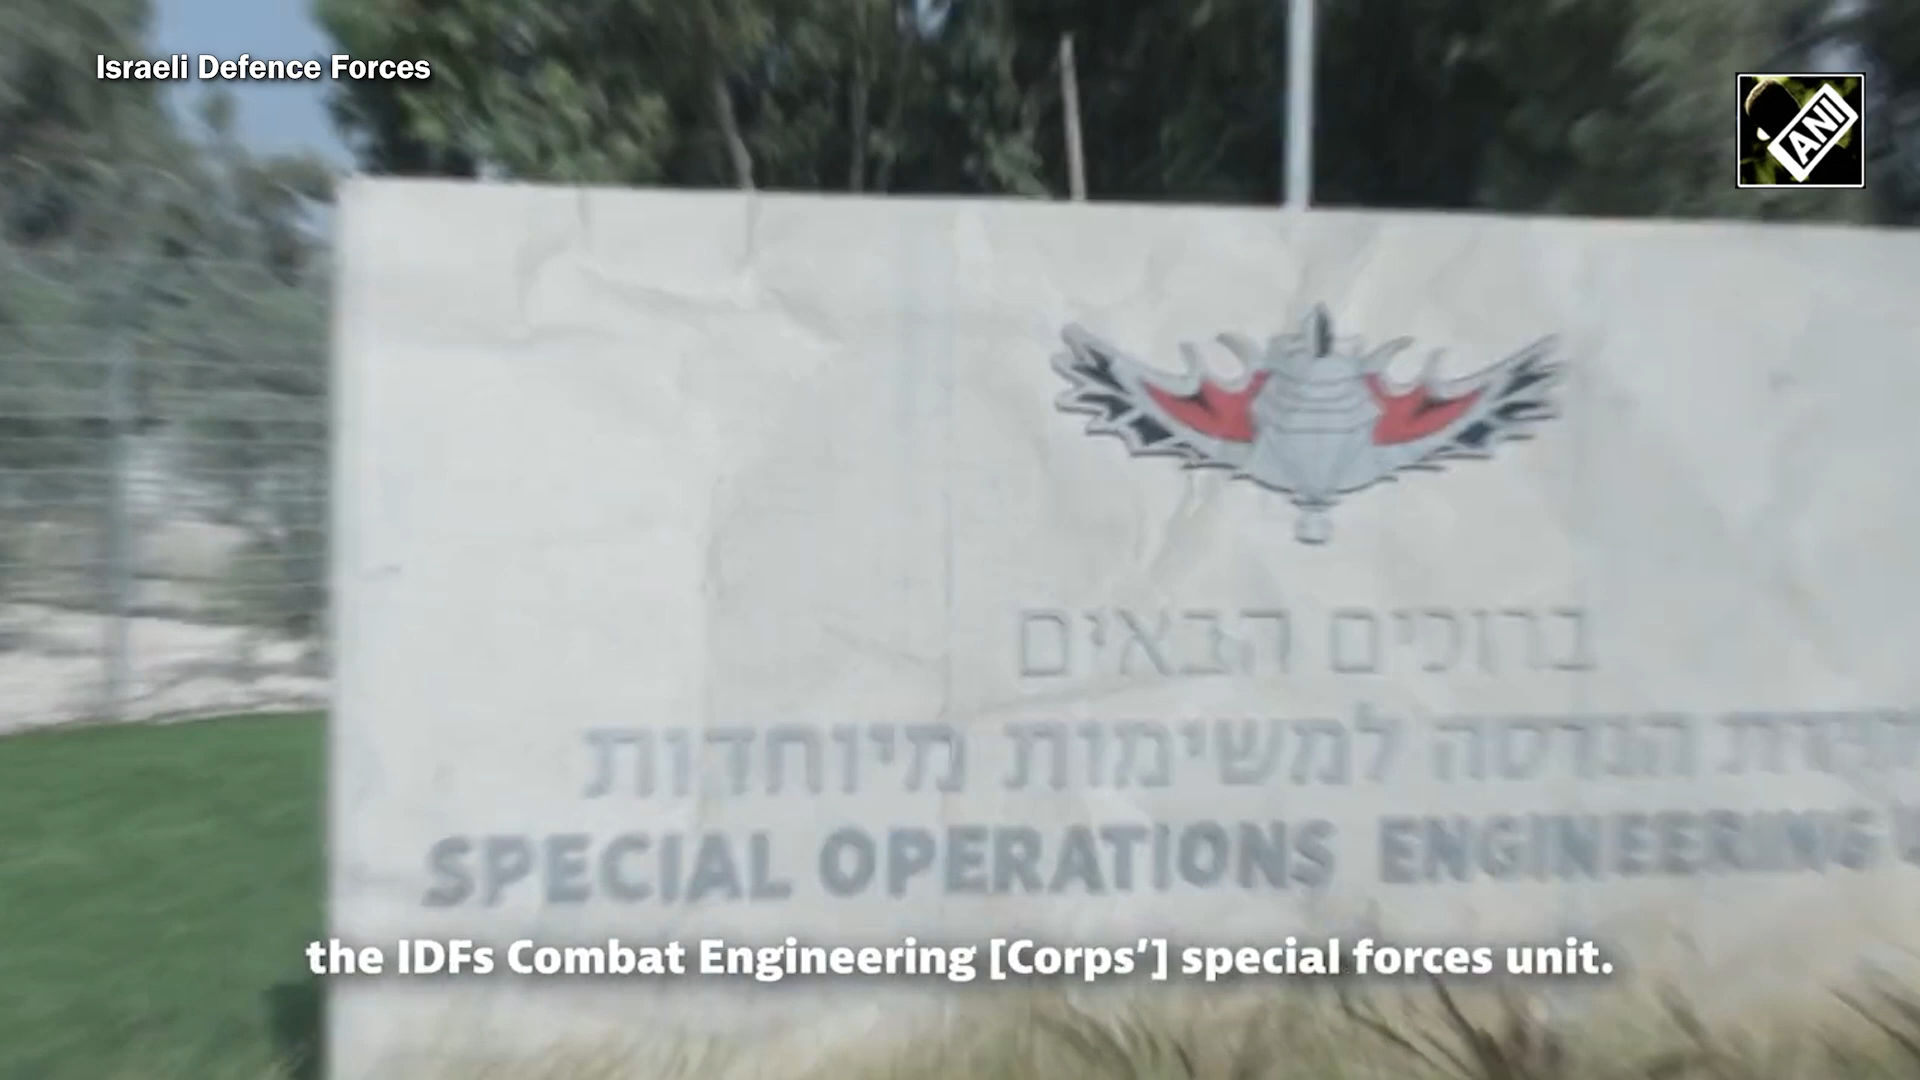 Israeli Defence Forces
ANI
ברוכים הבאים
הנדסה למשימות מיוחדות
SPECIAL OPERATIONS ENGINEERING
the IDFs Combat Engineering [Corps’] special forces unit.